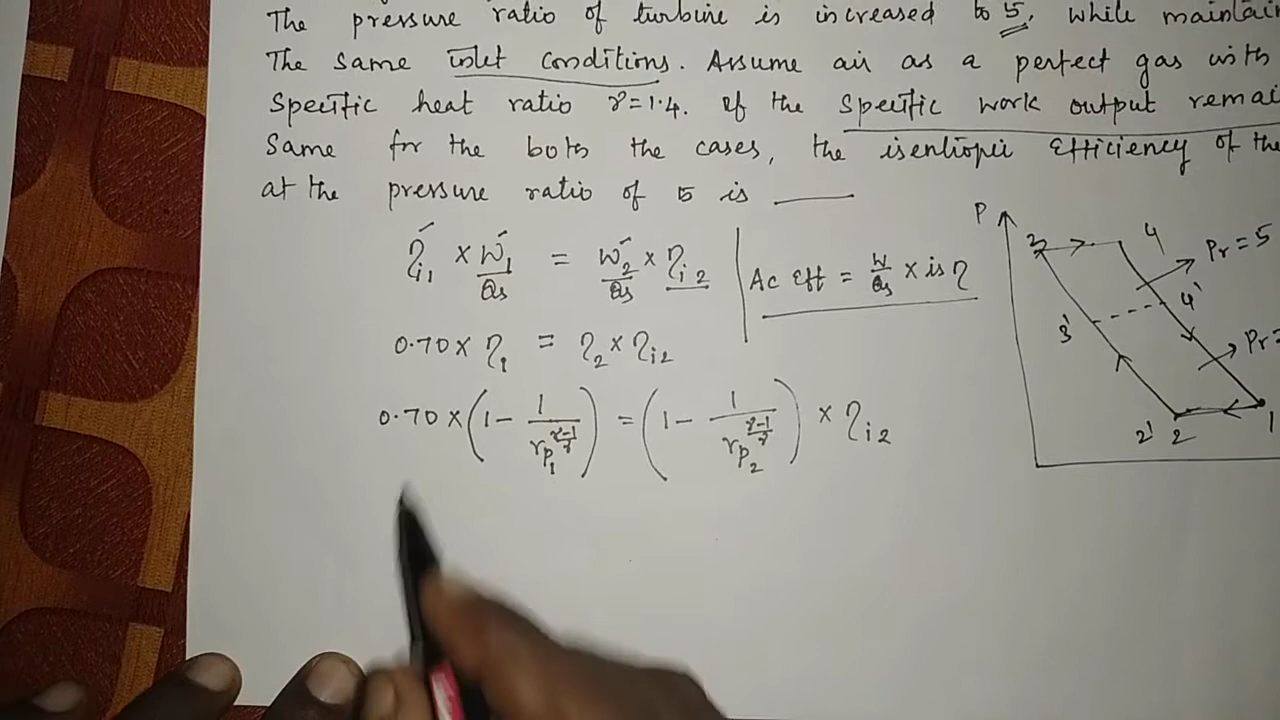 The pressure ratio of turbine is increased to 5, while maintain
The same inlet conditions. Assume air as a perfect gas with
Specific heat ratio γ=1.4. If the specific work output remai
Same for the both the cases, the isentropic Efficiency of the
at the pressure ratio of 5 is ____
ηi1 × W1/Qs = W2/Qs × ηi2 | Ac Eff = W/Qs × is η
0.70 × η1 = η2 × ηi2
0.70 × (1 - 1/rp1^(γ-1/γ)) = (1 - 1/rp2^(γ-1/γ)) × ηi2
P
3 4
Pr = 5
3' 4'
Pr=
2' 2 1